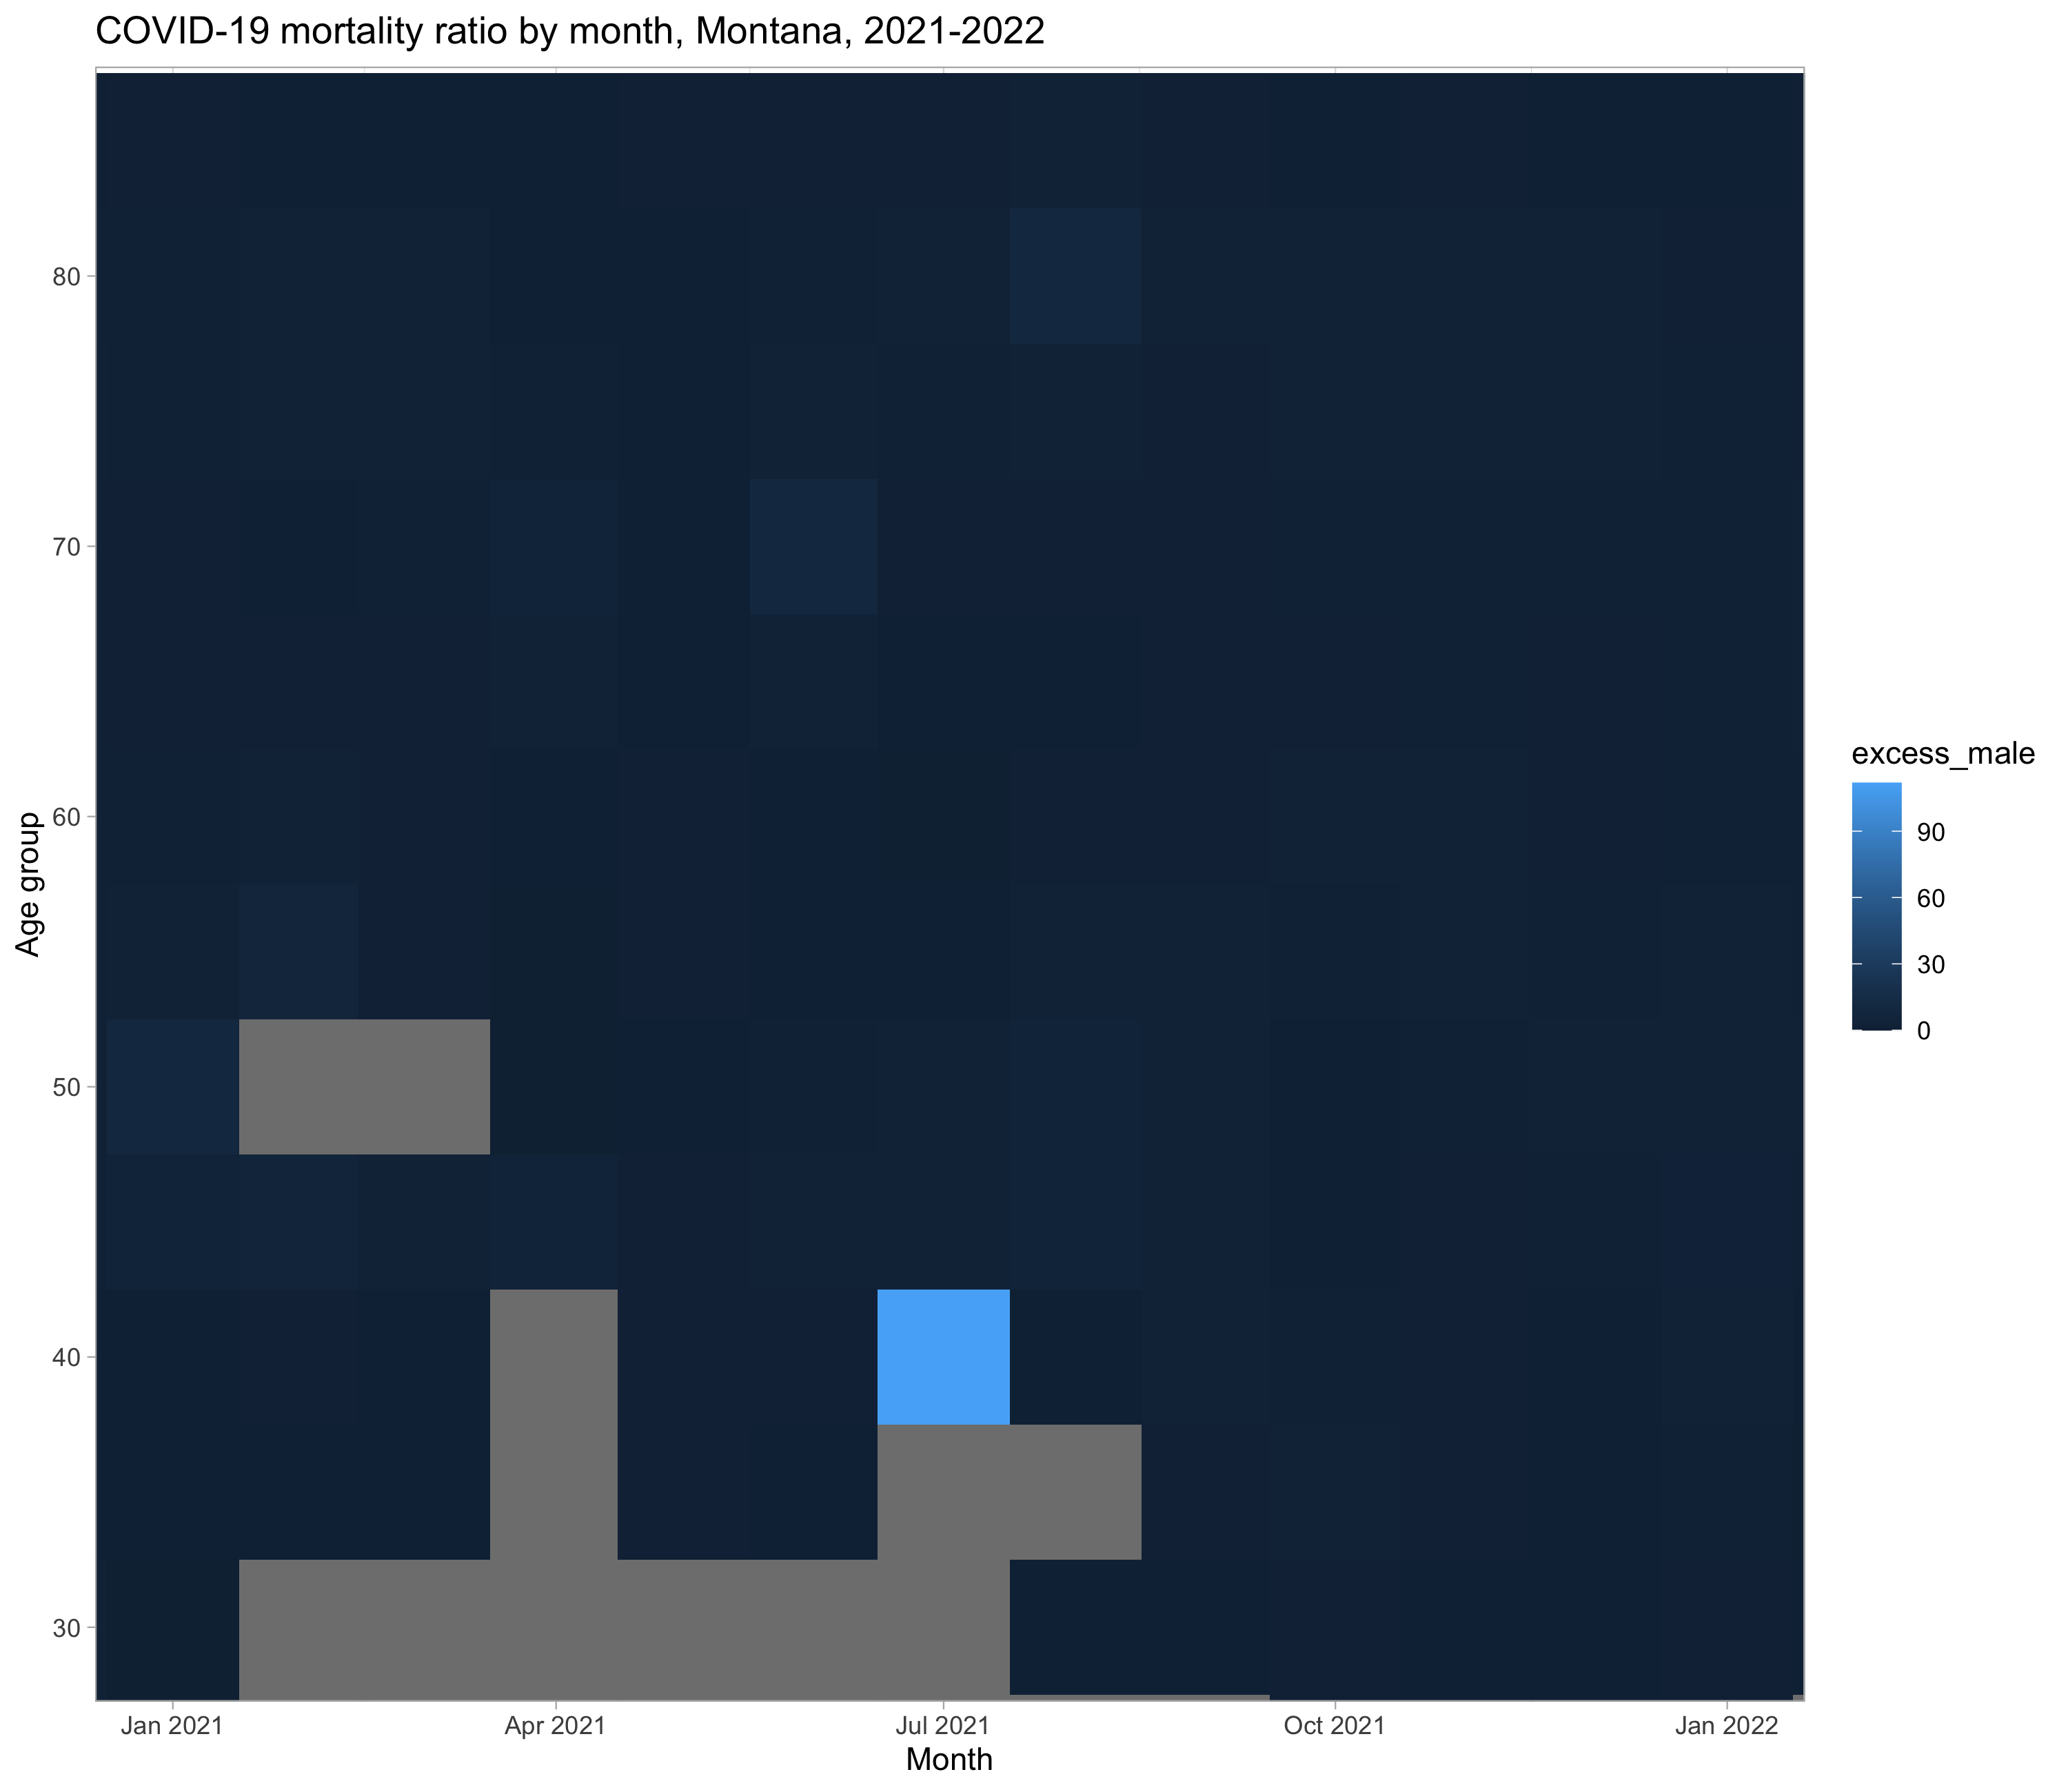 COVID-19 mortality ratio by month, Montana, 2021-2022
80
70
60
50
40
30
Age group
Jan 2021
Apr 2021
Jul 2021
Oct 2021
Jan 2022
Month
excess_male
90
60
30
0